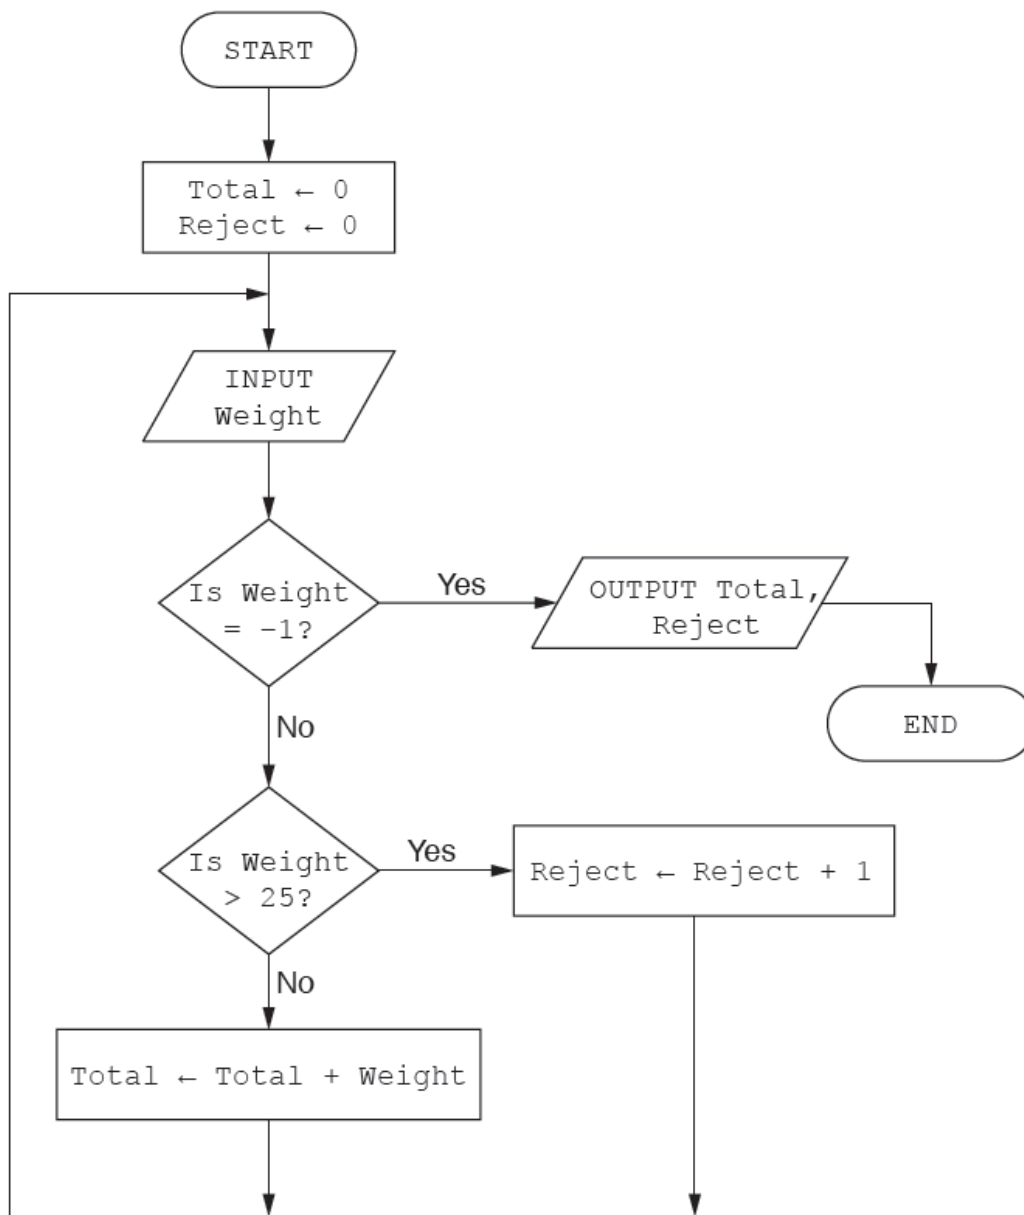 START
Total ← 0
Reject ← 0
INPUT
Weight
Is Weight
= –1?
Yes
OUTPUT Total,
Reject
END
No
Is Weight
> 25?
Yes
Reject ← Reject + 1
No
Total ← Total + Weight